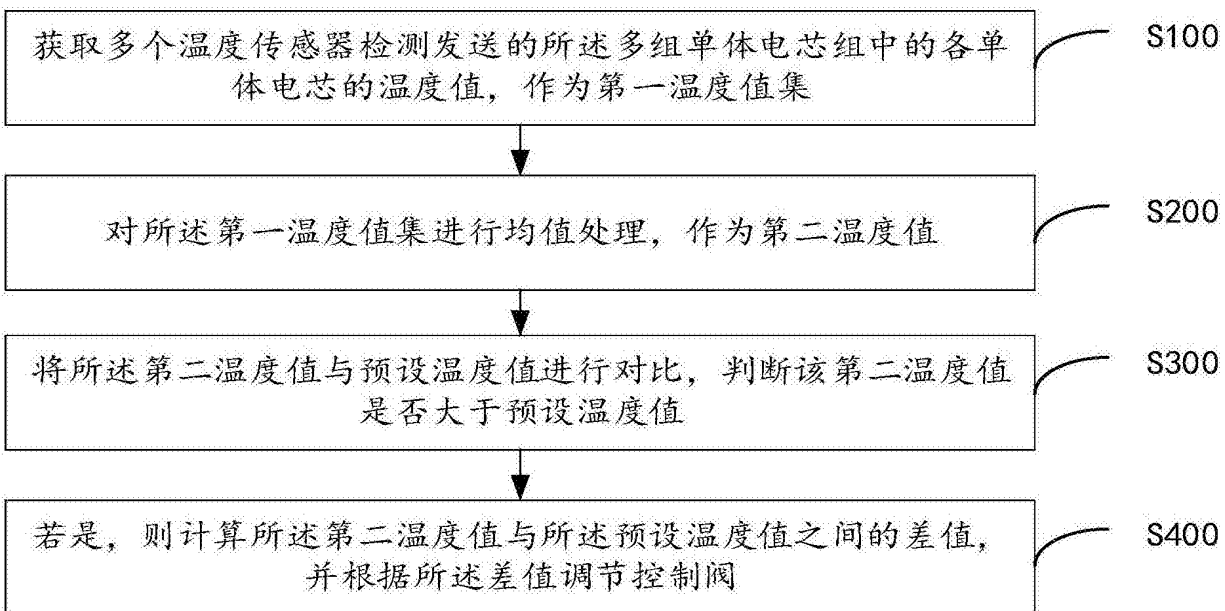 获取多个温度传感器检测发送的所述多组单体电芯组中的各单
体电芯的温度值，作为第一温度值集
S100
对所述第一温度值集进行均值处理，作为第二温度值
S200
将所述第二温度值与预设温度值进行对比，判断该第二温度值
是否大于预设温度值
S300
若是，则计算所述第二温度值与所述预设温度值之间的差值，
并根据所述差值调节控制阀
S400